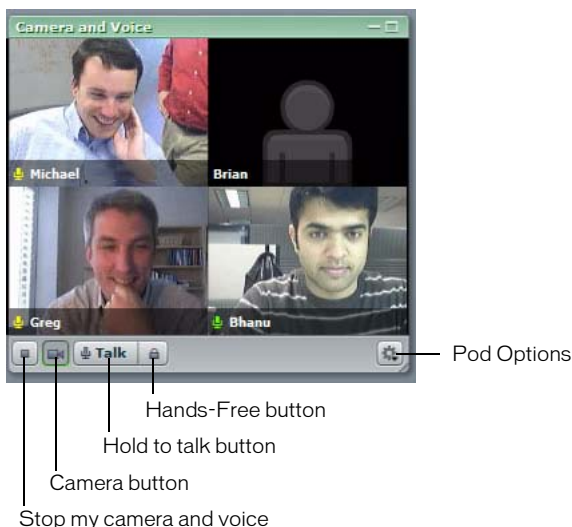 Camera and Voice
Michael
Brian
Greg
Bhanu
Talk
Pod Options
Hands-Free button
Hold to talk button
Camera button
Stop my camera and voice